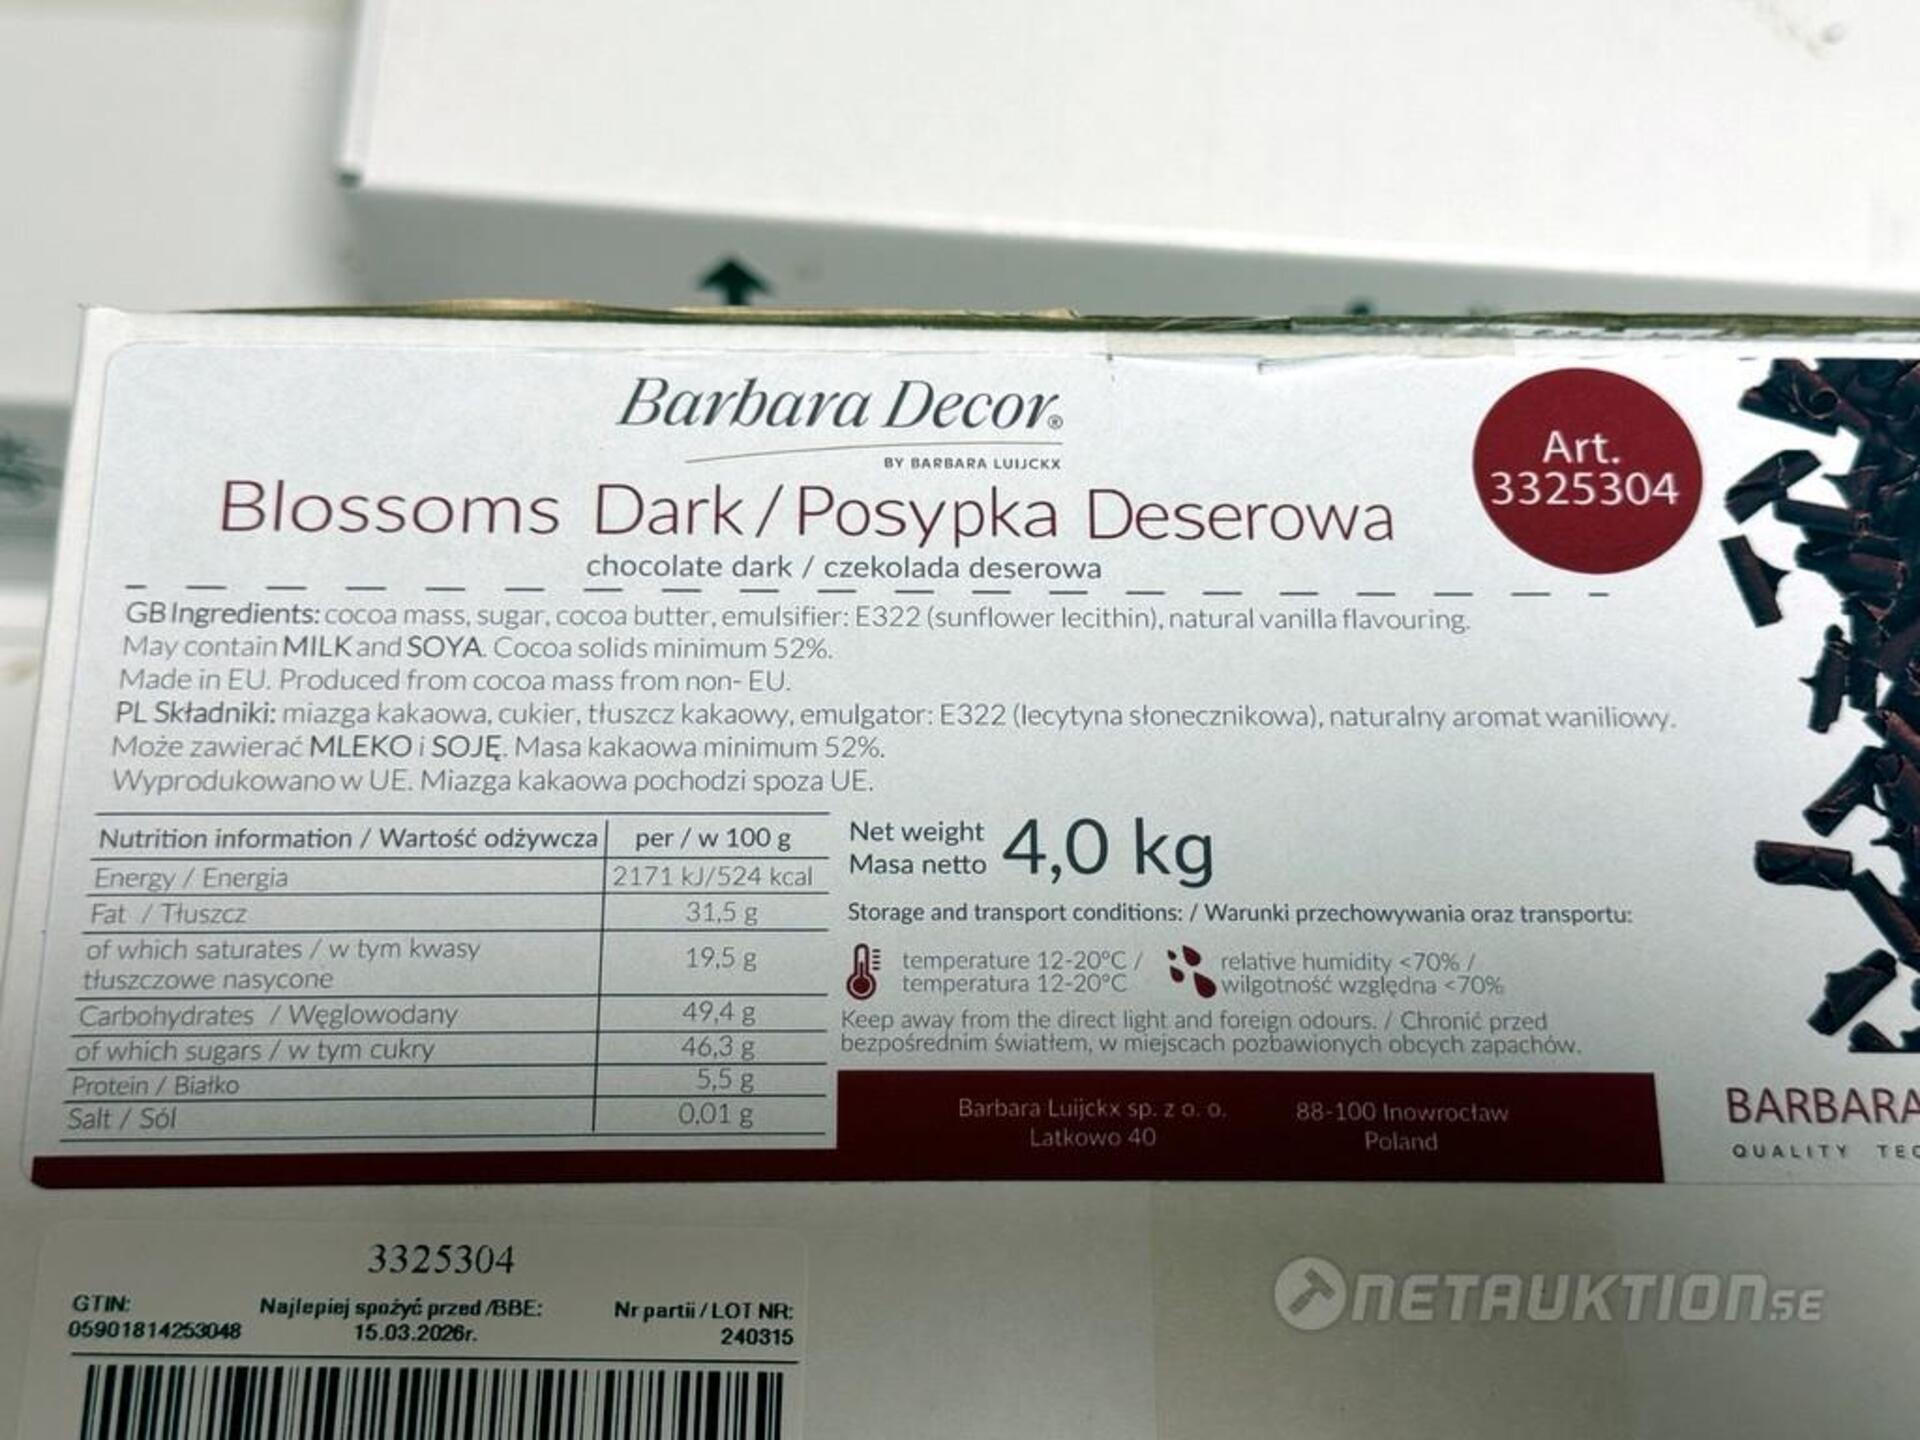 Barbara Decor®
BY BARBARA LUIJCKX
Blossoms Dark / Posypka Deserowa
chocolate dark / czekolada deserowa
Art.
3325304
GB Ingredients: cocoa mass, sugar, cocoa butter, emulsifier: E322 (sunflower lecithin), natural vanilla flavouring.
May contain MILK and SOYA. Cocoa solids minimum 52%.
Made in EU. Produced from cocoa mass from non- EU.
PL Składniki: miazga kakaowa, cukier, tłuszcz kakaowy, emulgator: E322 (lecytyna słonecznikowa), naturalny aromat waniliowy.
Może zawierać MLEKO i SOJĘ. Masa kakaowa minimum 52%.
Wyprodukowano w UE. Miazga kakaowa pochodzi spoza UE.
Nutrition information / Wartość odżywcza per / w 100 g
Energy / Energia 2171 kJ/524 kcal
Fat / Tłuszcz 31,5 g
of which saturates / w tym kwasy
tłuszczowe nasycone 19,5 g
Carbohydrates / Węglowodany 49,4 g
of which sugars / w tym cukry 46,3 g
Protein / Białko 5,5 g
Salt / Sól 0,01 g
Net weight
Masa netto
4,0 kg
Storage and transport conditions: / Warunki przechowywania oraz transportu:
temperature 12-20°C /
temperatura 12-20°C
relative humidity <70% /
wilgotność względna <70%
Keep away from the direct light and foreign odours. / Chronić przed
bezpośrednim światłem, w miejscach pozbawionych obcych zapachów.
Barbara Luijckx sp. z o. o.
Latkowo 40
88-100 Inowrocław
Poland
BARBARA
QUALITY TEC
3325304
GTIN:
05901814253048
Najlepiej spożyć przed /BBE:
15.03.2026r.
Nr partii / LOT NR:
240315
NETAUKTION.SE